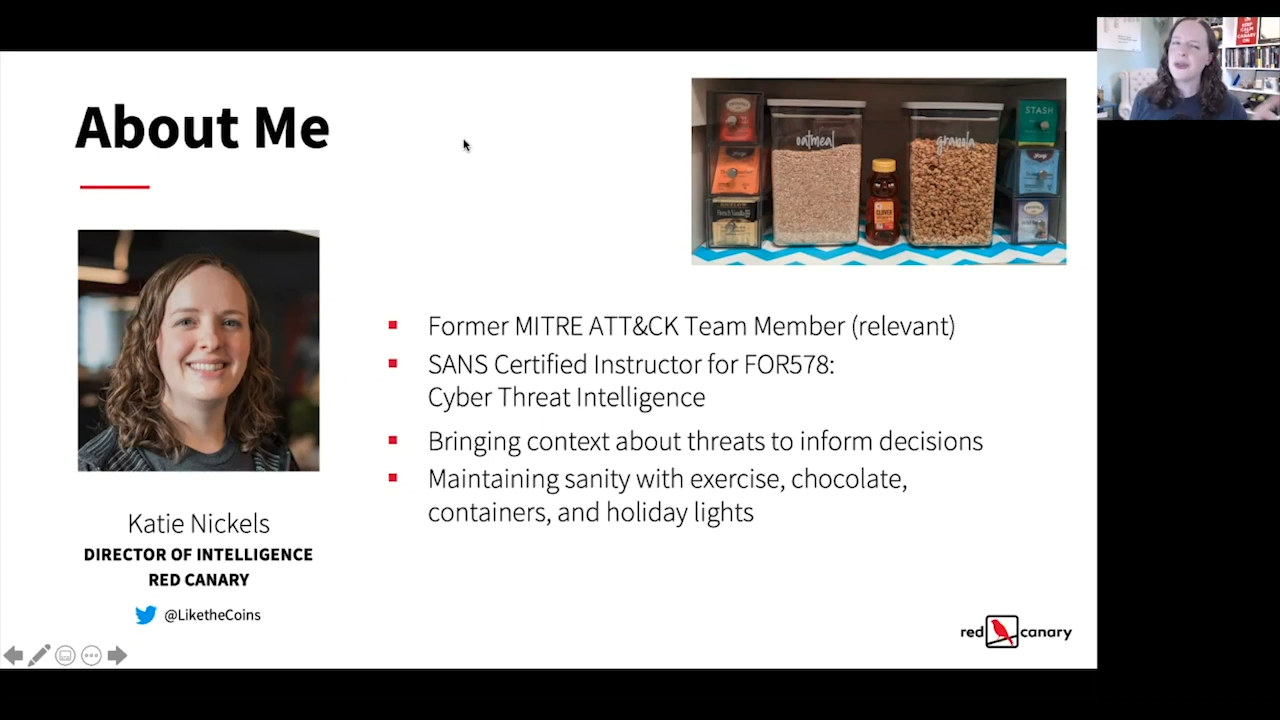 About Me
oatmeal
granola
STASH
CLOVER
Former MITRE ATT&CK Team Member (relevant)
SANS Certified Instructor for FOR578:
Cyber Threat Intelligence
Bringing context about threats to inform decisions
Maintaining sanity with exercise, chocolate,
containers, and holiday lights
Katie Nickels
DIRECTOR OF INTELLIGENCE
RED CANARY
@LiketheCoins
red canary